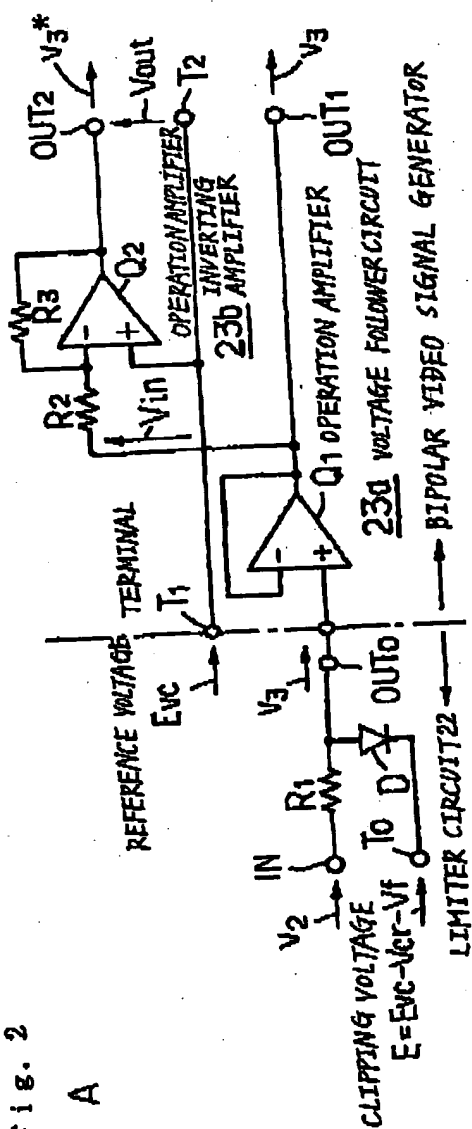 Fig. 2
A
REFERENCE VOLTAGE TERMINAL
Evc
T1
IN
V2
R1
V3
D
OUT0
T0
CLIPPING VOLTAGE
E=Evc-Vcr-Vf
LIMITER CIRCUIT22
BIPOLAR VIDEO SIGNAL GENERATOR
Q1 OPERATION AMPLIFIER
23a VOLTAGE FOLLOWER CIRCUIT
-
+
R2
Vin
R3
-
+
Q2
OPERATION AMPLIFIER
INVERTING
23b AMPLIFIER
OUT2
V3*
Vout
T2
OUT1
V3